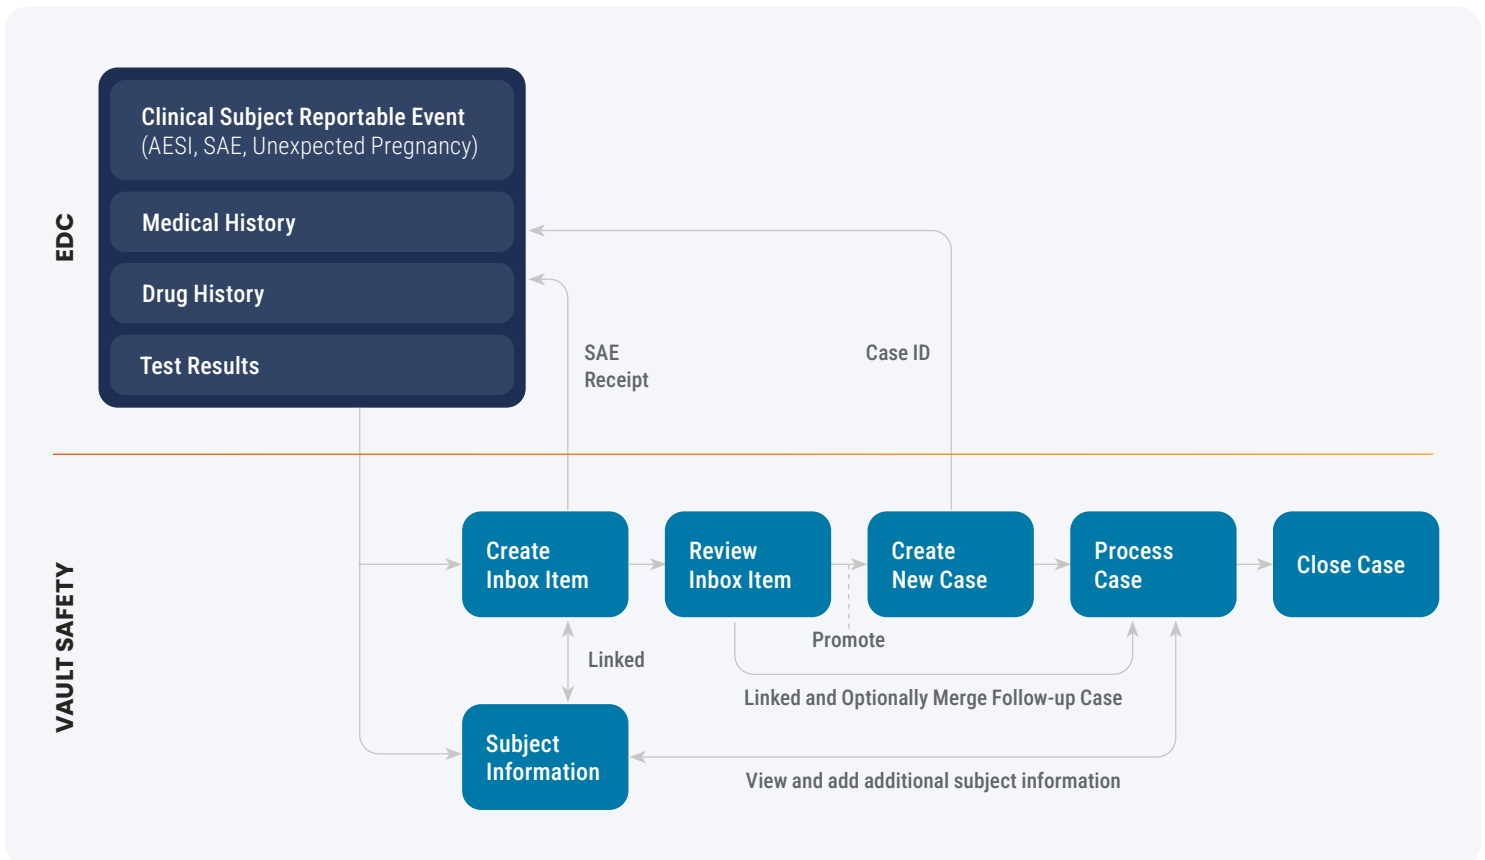 Clinical Subject Reportable Event
(AESI, SAE, Unexpected Pregnancy)
Medical History
Drug History
Test Results
EDC
SAE
Receipt
Case ID
VAULT SAFETY
Create
Inbox Item
Review
Inbox Item
Create
New Case
Process
Case
Close Case
Promote
Linked
Linked and Optionally Merge Follow-up Case
Subject
Information
View and add additional subject information